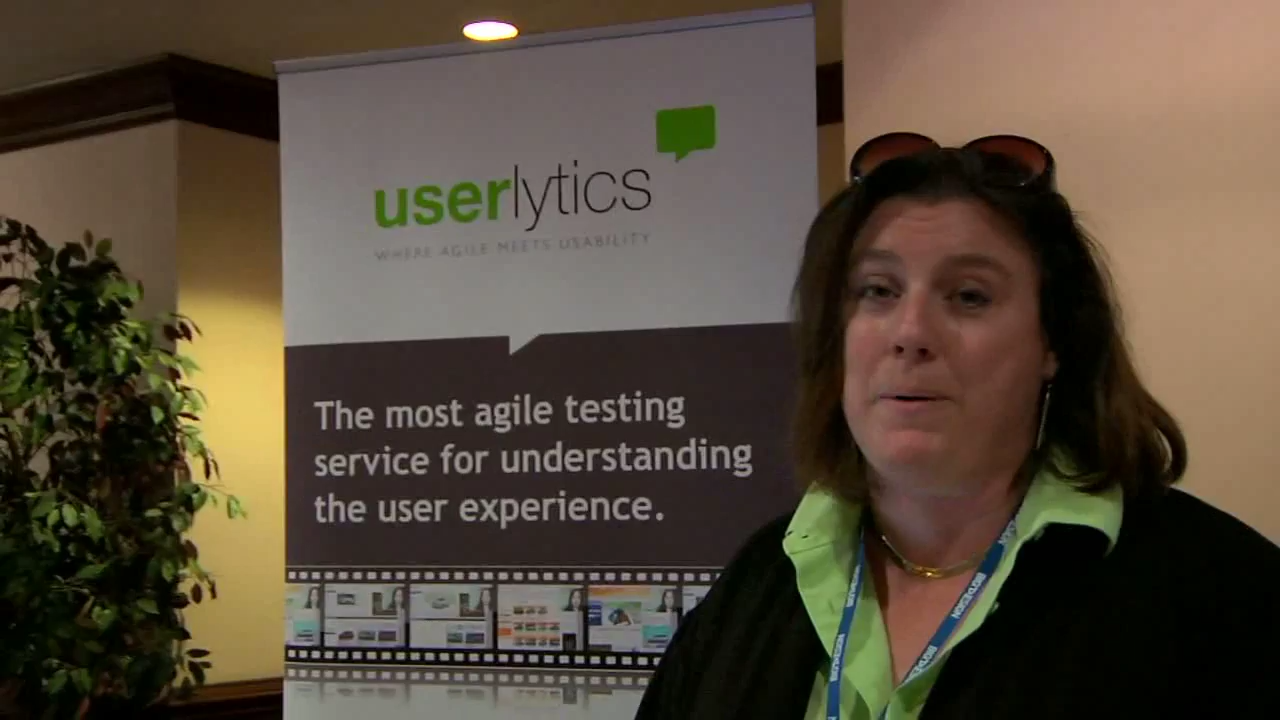 userlytics
WHERE AGILE MEETS USABILITY
The most agile testing
service for understanding
the user experience.